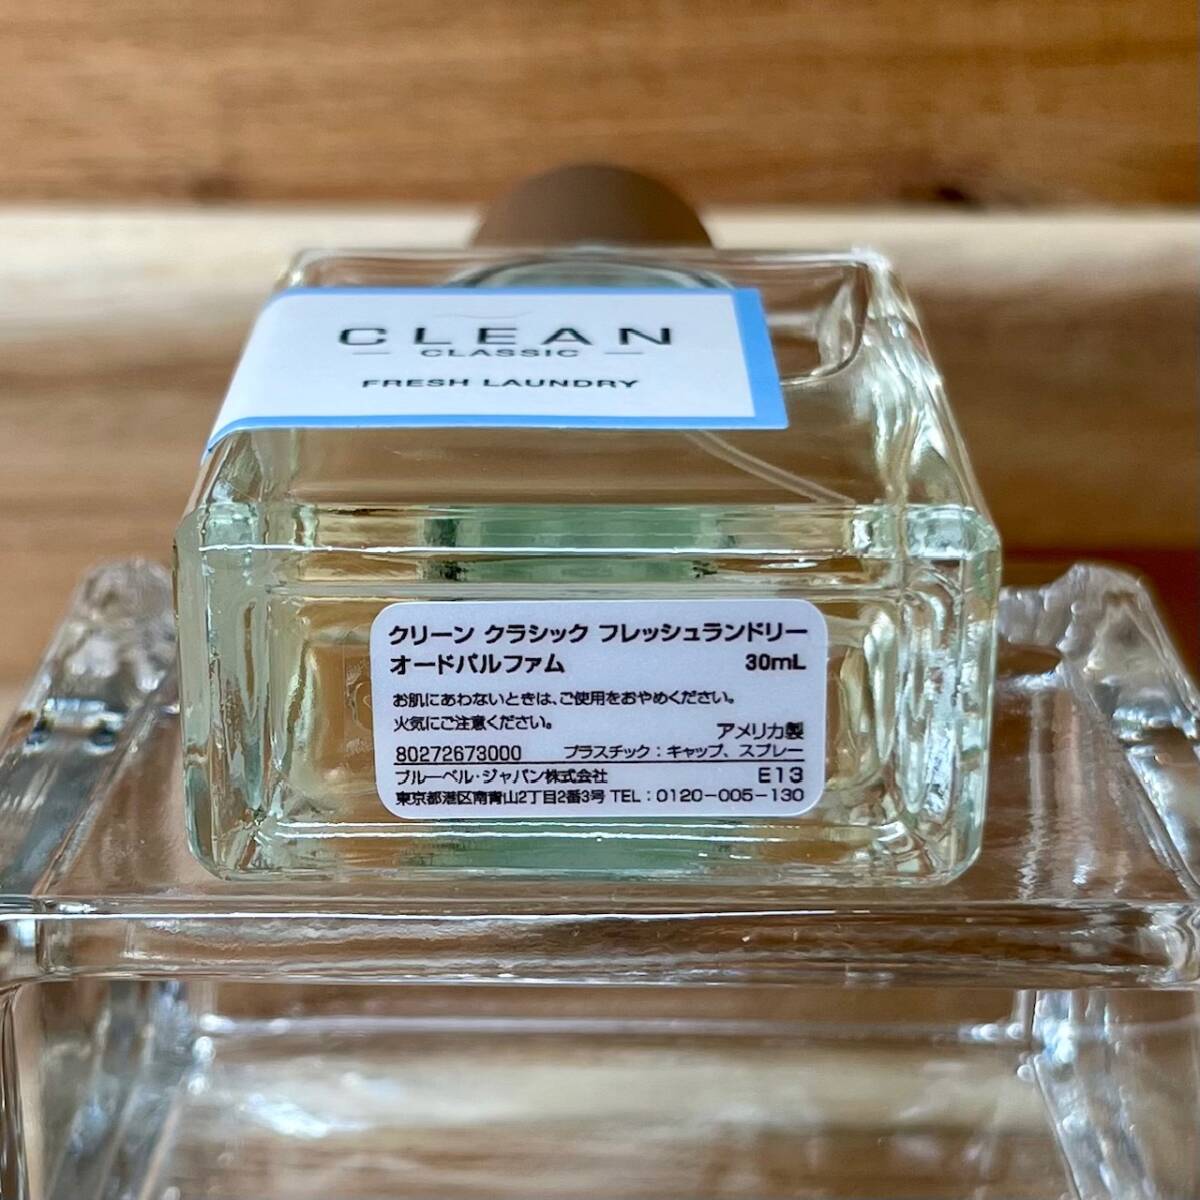 CLEAN
CLASSIC
FRESH LAUNDRY
クリーン クラシック フレッシュランドリー
オードパルファム 30mL
お肌にあわないときは、ご使用をおやめください。
火気にご注意ください。
アメリカ製
80272673000 プラスチック：キャップ、スプレー
ブルーベル・ジャパン株式会社 E13
東京都港区南青山2丁目2番3号 TEL：0120-005-130